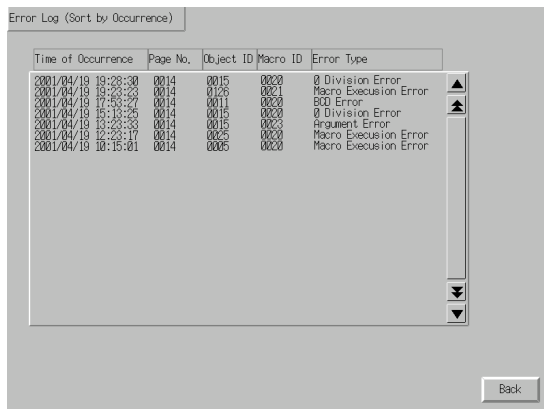 Error Log (Sort by Occurrence)
Time of Occurrence Page No. Object ID Macro ID Error Type
2001/04/19 19:28:30 0014 0015 0020 0 Division Error
2001/04/19 19:23:23 0014 0126 0021 Macro Execusion Error
2001/04/19 17:53:27 0014 0011 0020 BCD Error
2001/04/19 15:13:25 0014 0015 0020 0 Division Error
2001/04/19 13:23:33 0014 0015 0023 Argument Error
2001/04/19 12:23:17 0014 0025 0020 Macro Execusion Error
2001/04/19 10:15:01 0014 0005 0020 Macro Execusion Error
Back